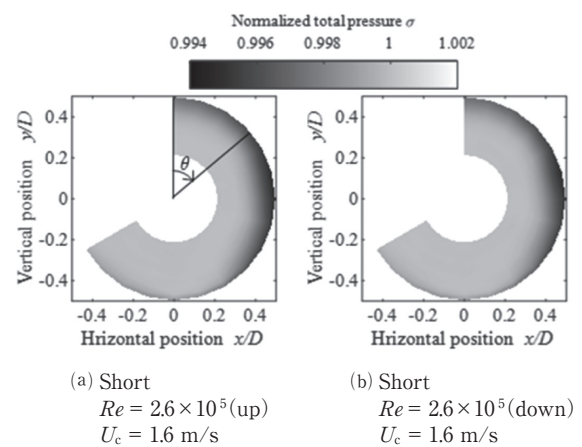 Normalized total pressure σ
0.994 0.996 0.998 1 1.002
Vertical position y/D
0.4
0.2
0
-0.2
-0.4
θ
-0.4 -0.2 0 0.2 0.4
Hrizontal position x/D
Vertical position y/D
0.4
0.2
0
-0.2
-0.4
-0.4 -0.2 0 0.2 0.4
Hrizontal position x/D
(a) Short
Re = 2.6×10⁵(up)
Uc = 1.6 m/s
(b) Short
Re = 2.6×10⁵(down)
Uc = 1.6 m/s